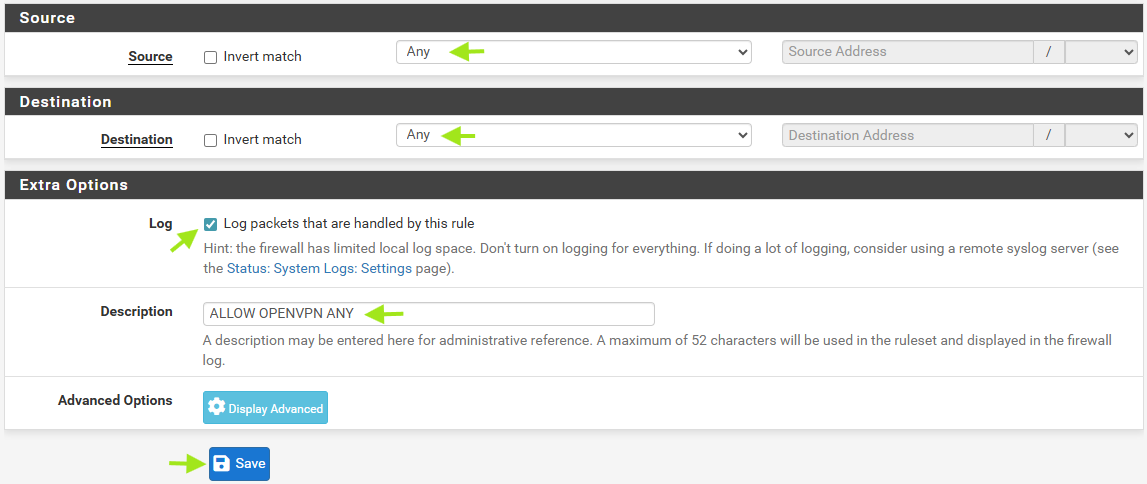 Source
Source Invert match Any Source Address /
Destination
Destination Invert match Any Destination Address /
Extra Options
Log Log packets that are handled by this rule
Hint: the firewall has limited local log space. Don't turn on logging for everything. If doing a lot of logging, consider using a remote syslog server (see
the Status: System Logs: Settings page).
Description ALLOW OPENVPN ANY
A description may be entered here for administrative reference. A maximum of 52 characters will be used in the ruleset and displayed in the firewall
log.
Advanced Options Display Advanced
Save